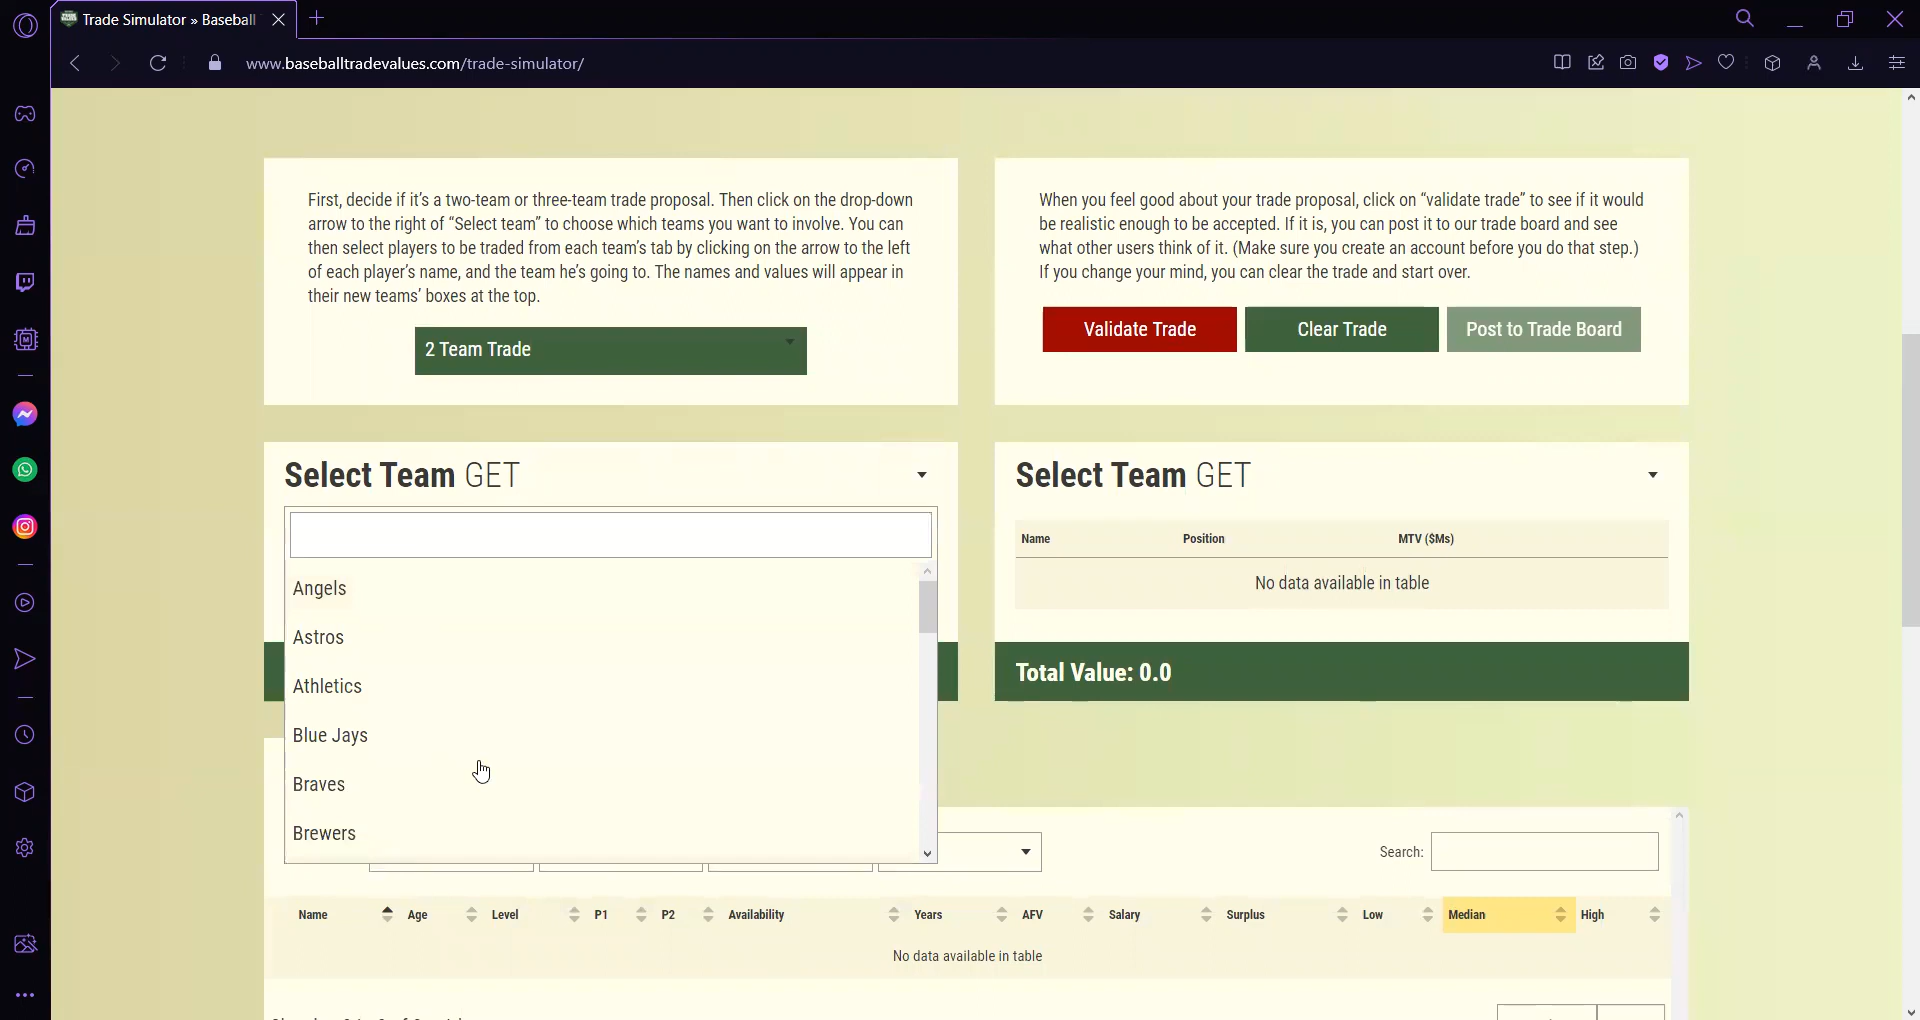 Trade Simulator » Baseball
www.baseballtradevalues.com/trade-simulator/
First, decide if it's a two-team or three-team trade proposal. Then click on the drop-down
arrow to the right of “Select team” to choose which teams you want to involve. You can
then select players to be traded from each team's tab by clicking on the arrow to the left
of each player's name, and the team he's going to. The names and values will appear in
their new teams' boxes at the top.
2 Team Trade
When you feel good about your trade proposal, click on “validate trade” to see if it would
be realistic enough to be accepted. If it is, you can post it to our trade board and see
what other users think of it. (Make sure you create an account before you do that step.)
If you change your mind, you can clear the trade and start over.
Validate Trade Clear Trade Post to Trade Board
Select Team GET
Angels
Astros
Athletics
Blue Jays
Braves
Brewers
Select Team GET
Name Position MTV ($Ms)
No data available in table
Total Value: 0.0
Search:
Name Age Level P1 P2 Availability Years AFV Salary Surplus Low Median High
No data available in table